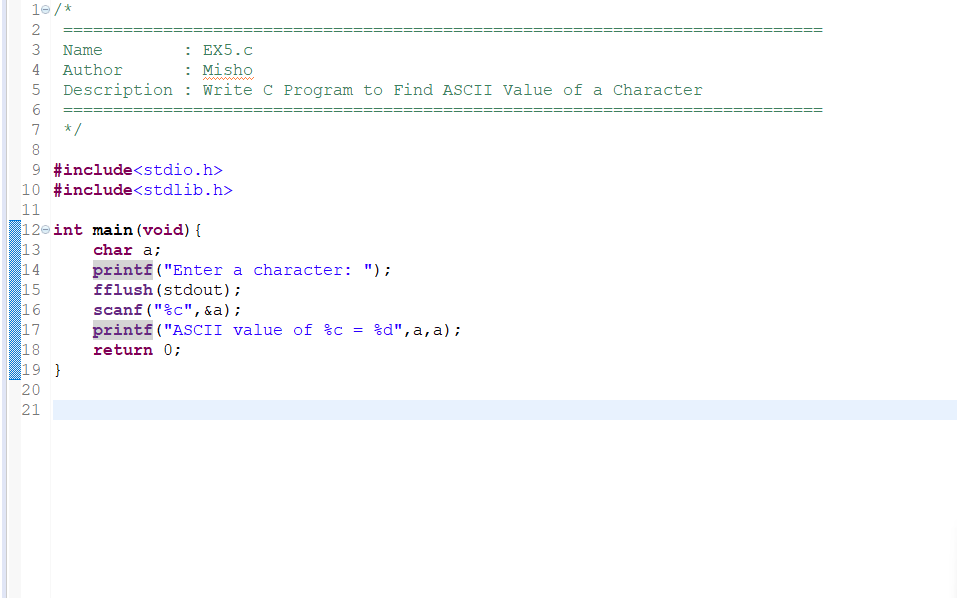 1 /*
2 ============================================================================
3 Name        : EX5.c
4 Author      : Misho
5 Description : Write C Program to Find ASCII Value of a Character
6 ============================================================================
7 */
8
9 #include<stdio.h>
10 #include<stdlib.h>
11
12 int main(void){
13     char a;
14     printf("Enter a character: ");
15     fflush(stdout);
16     scanf("%c",&a);
17     printf("ASCII value of %c = %d",a,a);
18     return 0;
19 }
20
21